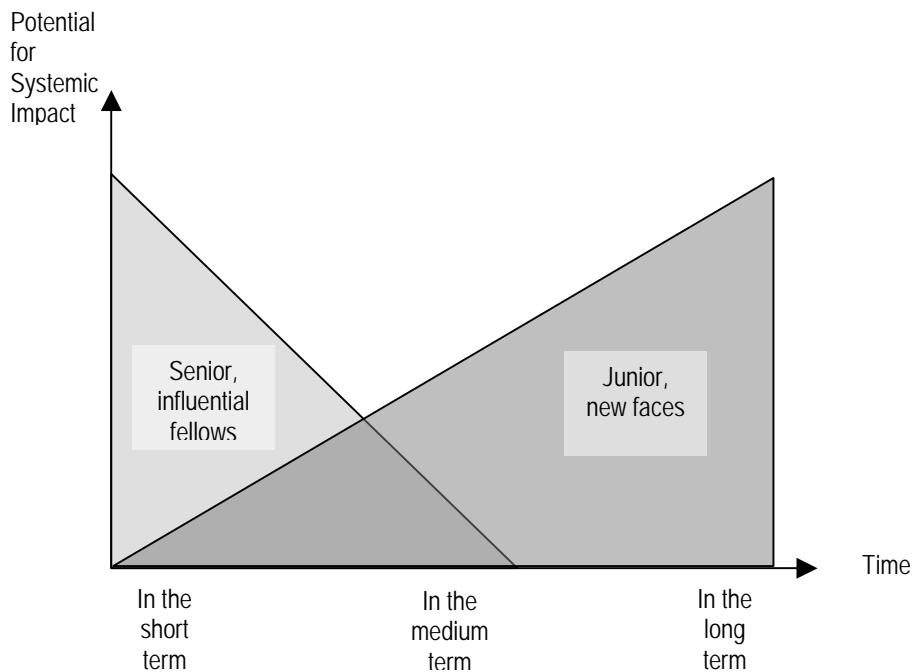 Potential
for
Systemic
Impact
Senior,
influential
fellows
Junior,
new faces
Time
In the
short
term
In the
medium
term
In the
long
term